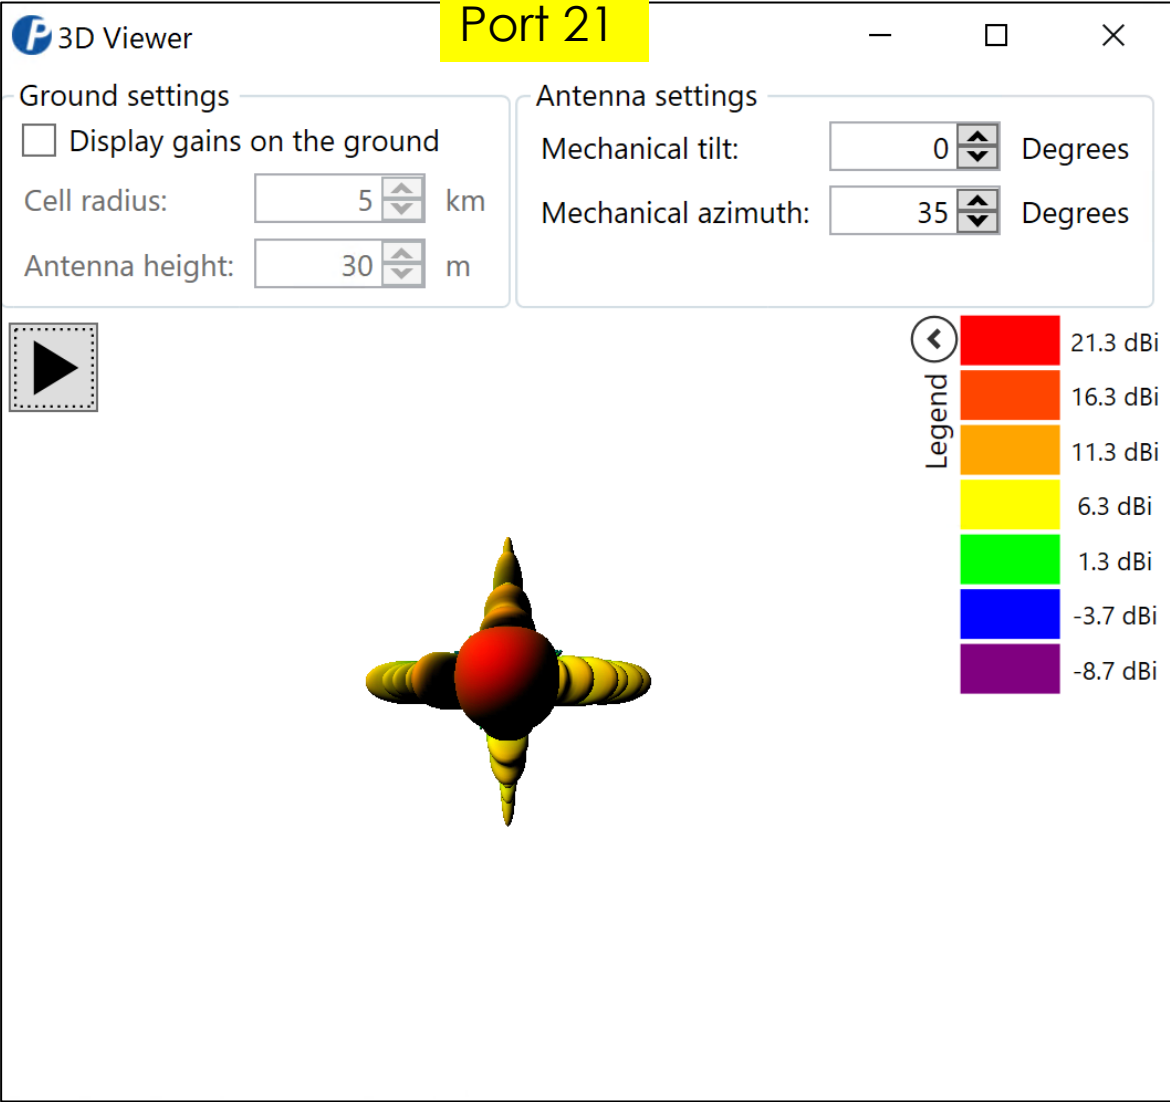 Port 21
3D Viewer
Ground settings
Display gains on the ground
Cell radius: 5 km
Antenna height: 30 m
Antenna settings
Mechanical tilt: 0 Degrees
Mechanical azimuth: 35 Degrees
Legend
21.3 dBi
16.3 dBi
11.3 dBi
6.3 dBi
1.3 dBi
-3.7 dBi
-8.7 dBi